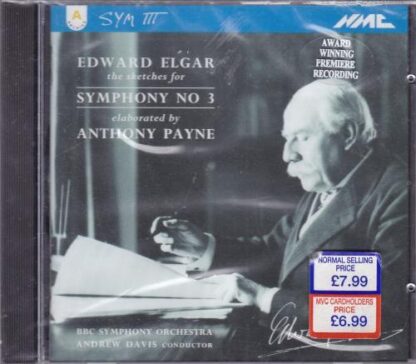 A
SYM III
NMC
AWARD
WINNING
PREMIERE
RECORDING
EDWARD ELGAR
the sketches for
SYMPHONY NO 3
elaborated by
ANTHONY PAYNE
NORMAL SELLING
PRICE
£7.99
MVC CARDHOLDERS
PRICE
£6.99
BBC SYMPHONY ORCHESTRA
ANDREW DAVIS CONDUCTOR